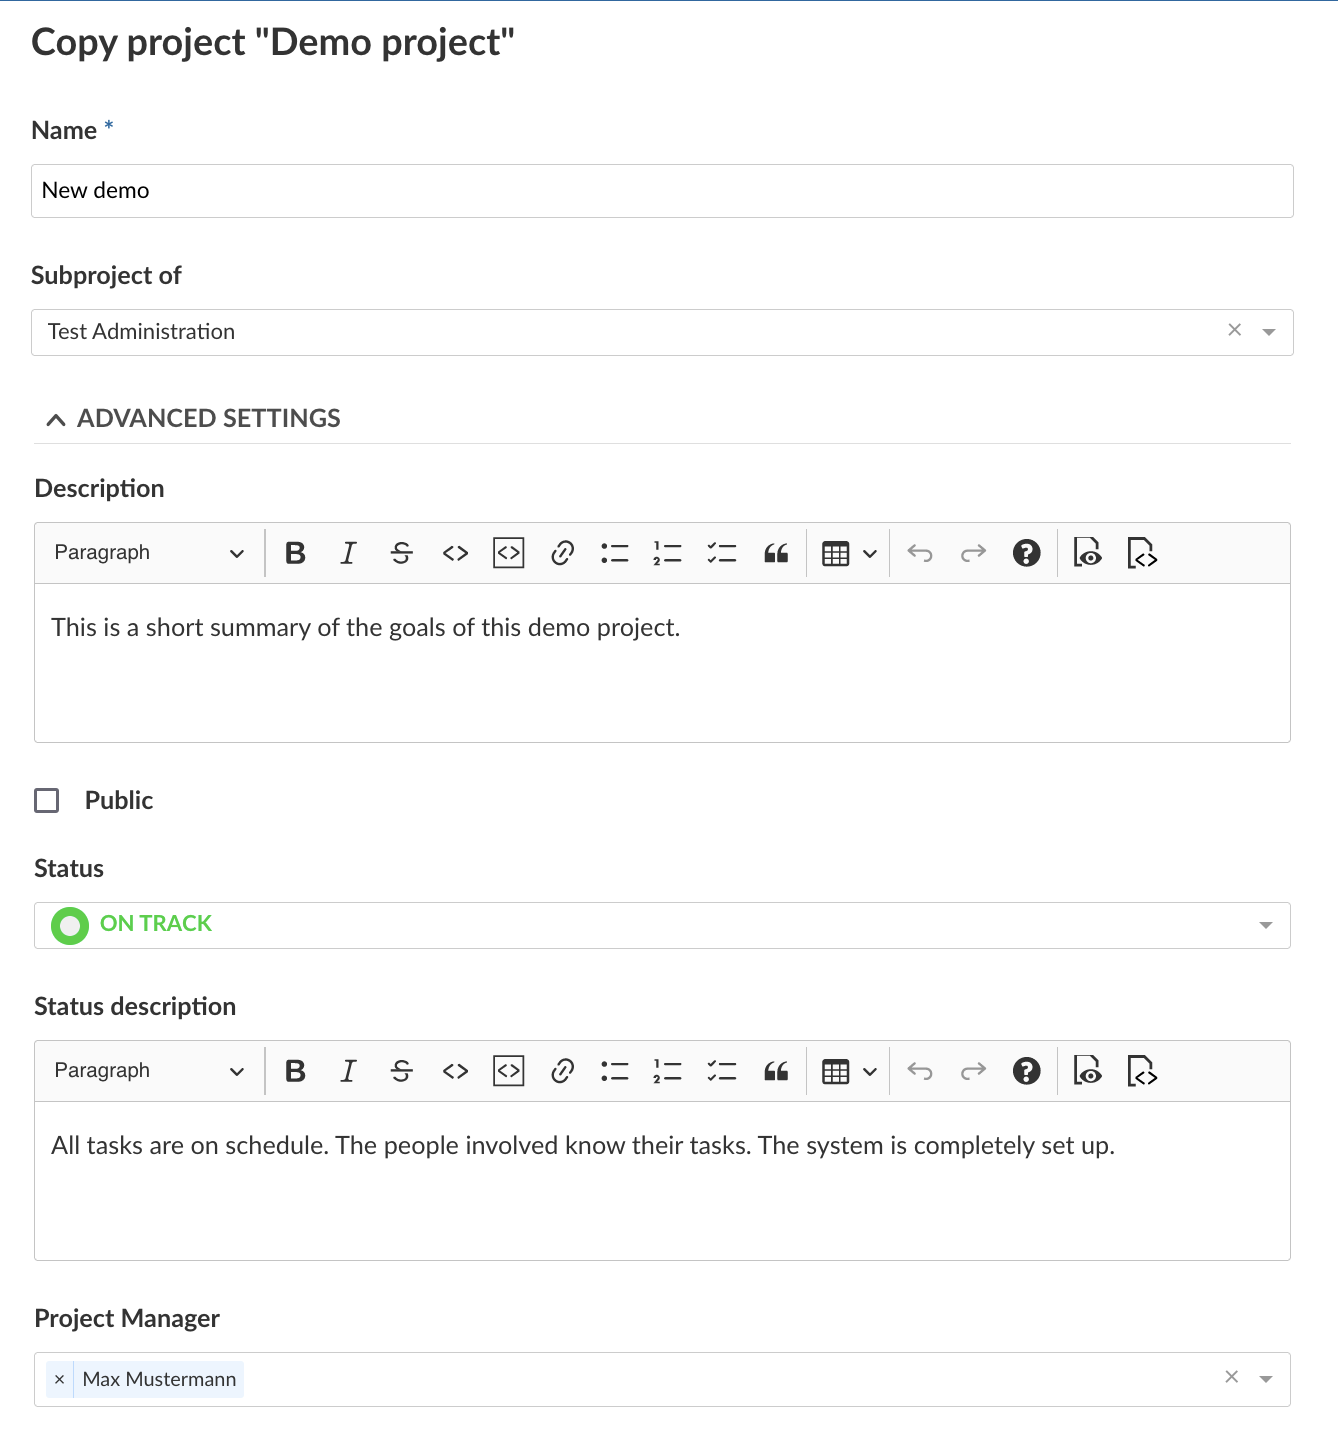 Copy project "Demo project"
Name *
New demo
Subproject of
Test Administration
ADVANCED SETTINGS
Description
Paragraph
This is a short summary of the goals of this demo project.
Public
Status
ON TRACK
Status description
Paragraph
All tasks are on schedule. The people involved know their tasks. The system is completely set up.
Project Manager
× Max Mustermann